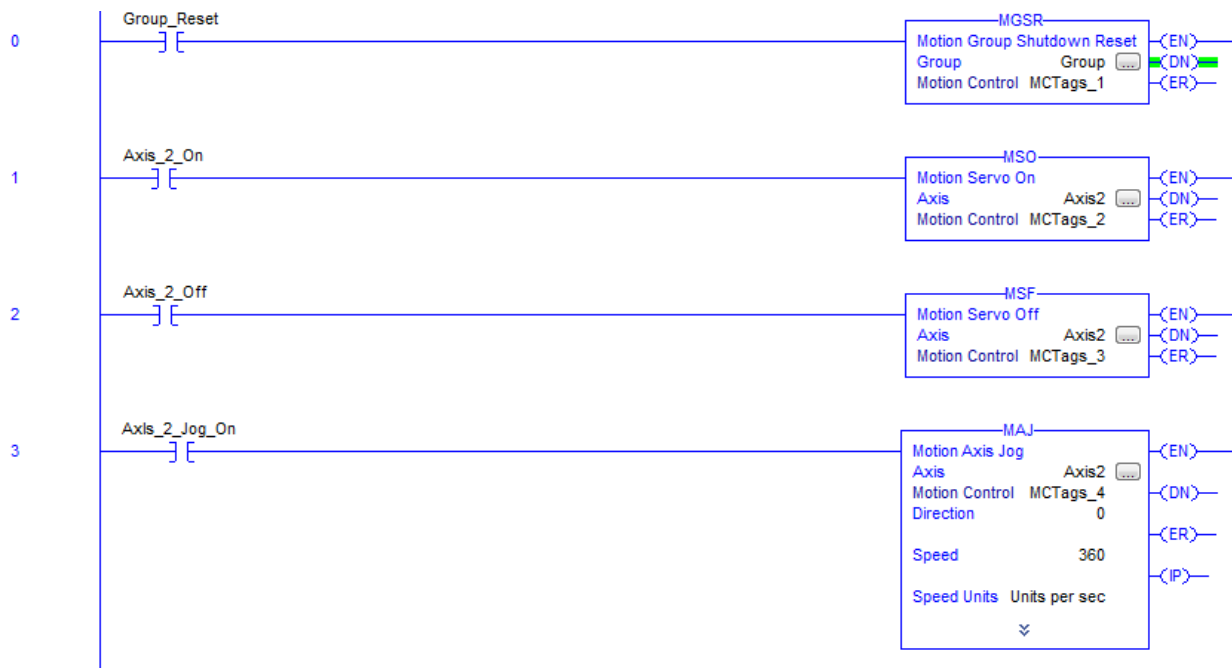 Group_Reset
MGSR
0
Motion Group Shutdown Reset
EN
Group Group ...
DN
Motion Control MCTags_1
ER
Axis_2_On
MSO
1
Motion Servo On
EN
Axis Axis2 ...
DN
Motion Control MCTags_2
ER
Axis_2_Off
MSF
2
Motion Servo Off
EN
Axis Axis2 ...
DN
Motion Control MCTags_3
ER
AxIs_2_Jog_On
MAJ
3
Motion Axis Jog
EN
Axis Axis2 ...
Motion Control MCTags_4
DN
Direction 0
ER
Speed 360
IP
Speed Units Units per sec